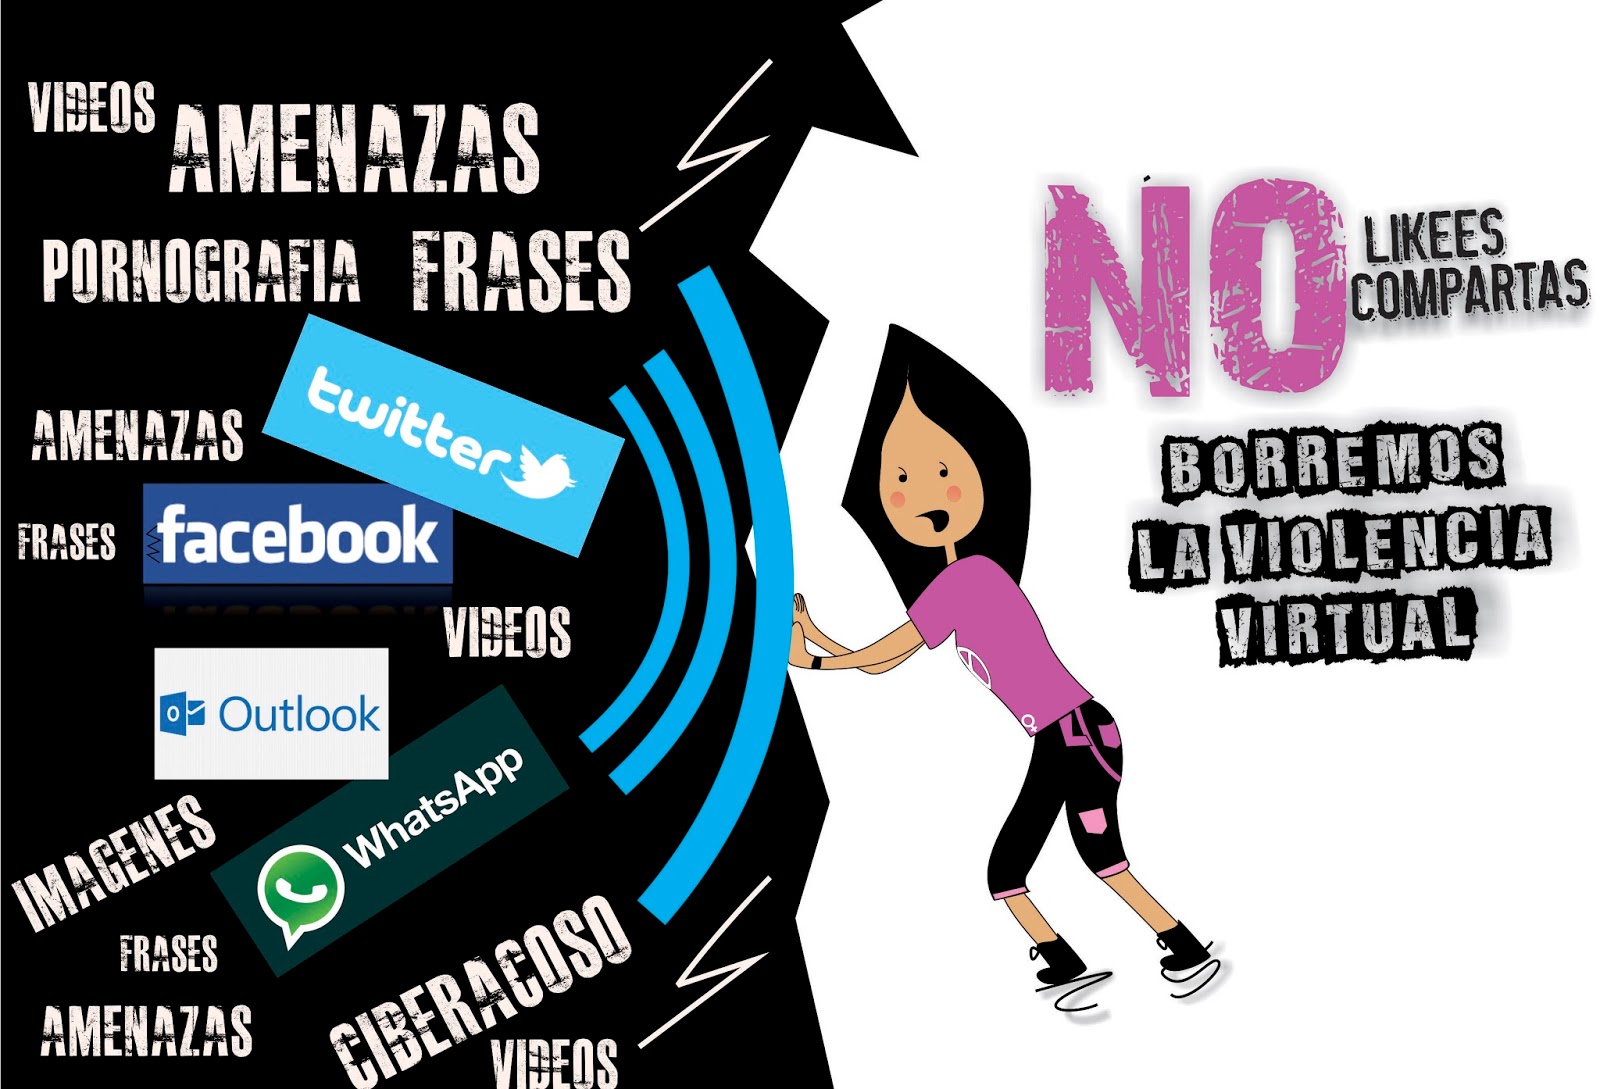 VIDEOS
AMENAZAS
PORNOGRAFIA
FRASES
twitter
AMENAZAS
FRASES
facebook
VIDEOS
Outlook
WhatsApp
IMAGENES
FRASES
AMENAZAS
CIBERACOSO
VIDEOS
NO
LIKEES
COMPARTAS
BORREMOS
LA VIOLENCIA
VIRTUAL